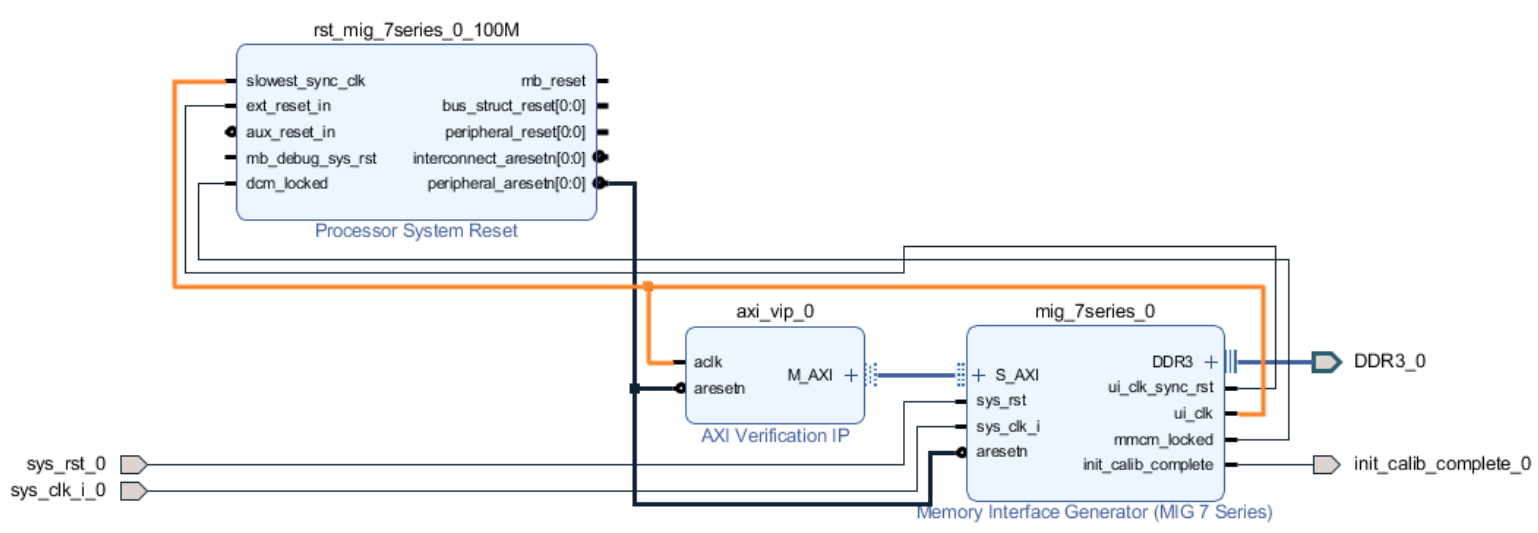 rst_mig_7series_0_100M
slowest_sync_clk
mb_reset
ext_reset_in
bus_struct_reset[0:0]
aux_reset_in
peripheral_reset[0:0]
mb_debug_sys_rst
interconnect_aresetn[0:0]
dcm_locked
peripheral_aresetn[0:0]
Processor System Reset
axi_vip_0
aclk
M_AXI
aresetn
AXI Verification IP
mig_7series_0
DDR3
S_AXI
ui_clk_sync_rst
sys_rst
ui_clk
sys_clk_i
mmcm_locked
aresetn
init_calib_complete
Memory Interface Generator (MIG 7 Series)
DDR3_0
sys_rst_0
init_calib_complete_0
sys_clk_i_0